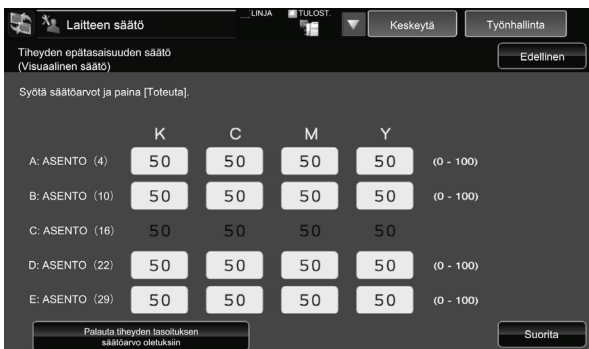 Laitteen säätö
LINJA
TULOST.
Keskeytä
Työnhallinta
Tiheyden epätasaisuuden säätö
(Visuaalinen säätö)
Edellinen
Syötä säätöarvot ja paina [Toteuta].
K C M Y
A: ASENTO (4) 50 50 50 50 (0 - 100)
B: ASENTO (10) 50 50 50 50 (0 - 100)
C: ASENTO (16) 50 50 50 50
D: ASENTO (22) 50 50 50 50 (0 - 100)
E: ASENTO (29) 50 50 50 50 (0 - 100)
Palauta tiheyden tasoituksen
säätöarvo oletuksiin
Suorita